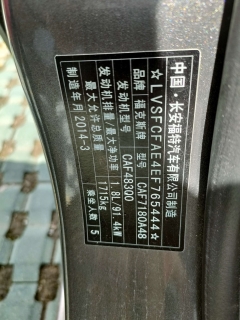 中国·长安福特汽车有限公司制造
☆LVSFCFAE4EF765444☆
品牌 福克斯牌 型号 CAF7180A48
发动机型号 CAF483Q0
发动机排量/最大净功率 1.8L/91.4kW
最大允许总质量 1715kg
制造年月 2014-3 乘坐人数 5